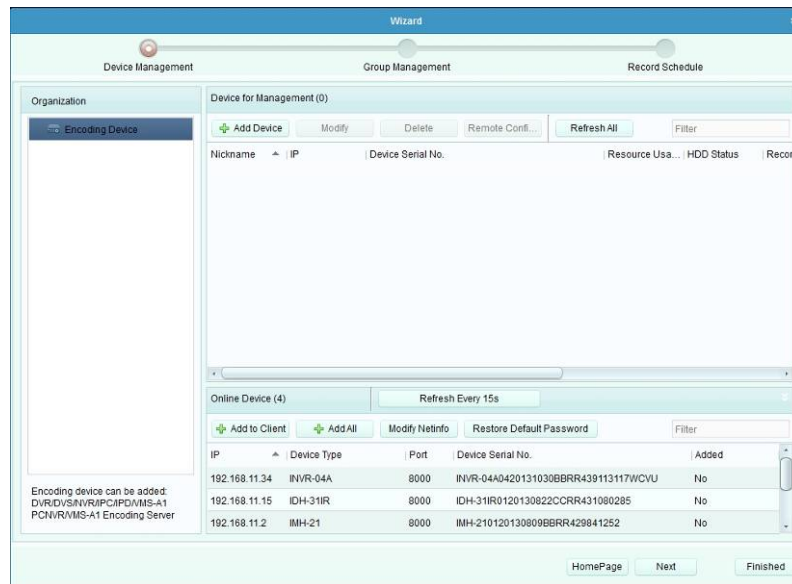 Wizard
Device Management Group Management Record Schedule
Organization
Encoding Device
Encoding device can be added:
DVR/DVS/NVR/IPC/IPD/VMS-A1
PCNVR/VMS-A1 Encoding Server
Device for Management (0)
Add Device Modify Delete Remote Confi... Refresh All Filter
Nickname IP Device Serial No. Resource Usa... HDD Status Recor
Online Device (4) Refresh Every 15s
Add to Client Add All Modify Netinfo Restore Default Password Filter
IP Device Type Port Device Serial No. Added
192.168.11.34 INVR-04A 8000 INVR-04A0420131030BBRR439113117WCVU No
192.168.11.15 IDH-31IR 8000 IDH-31IR0120130822CCRR431080285 No
192.168.11.2 IMH-21 8000 IMH-210120130809BBRR429841252 No
HomePage Next Finished